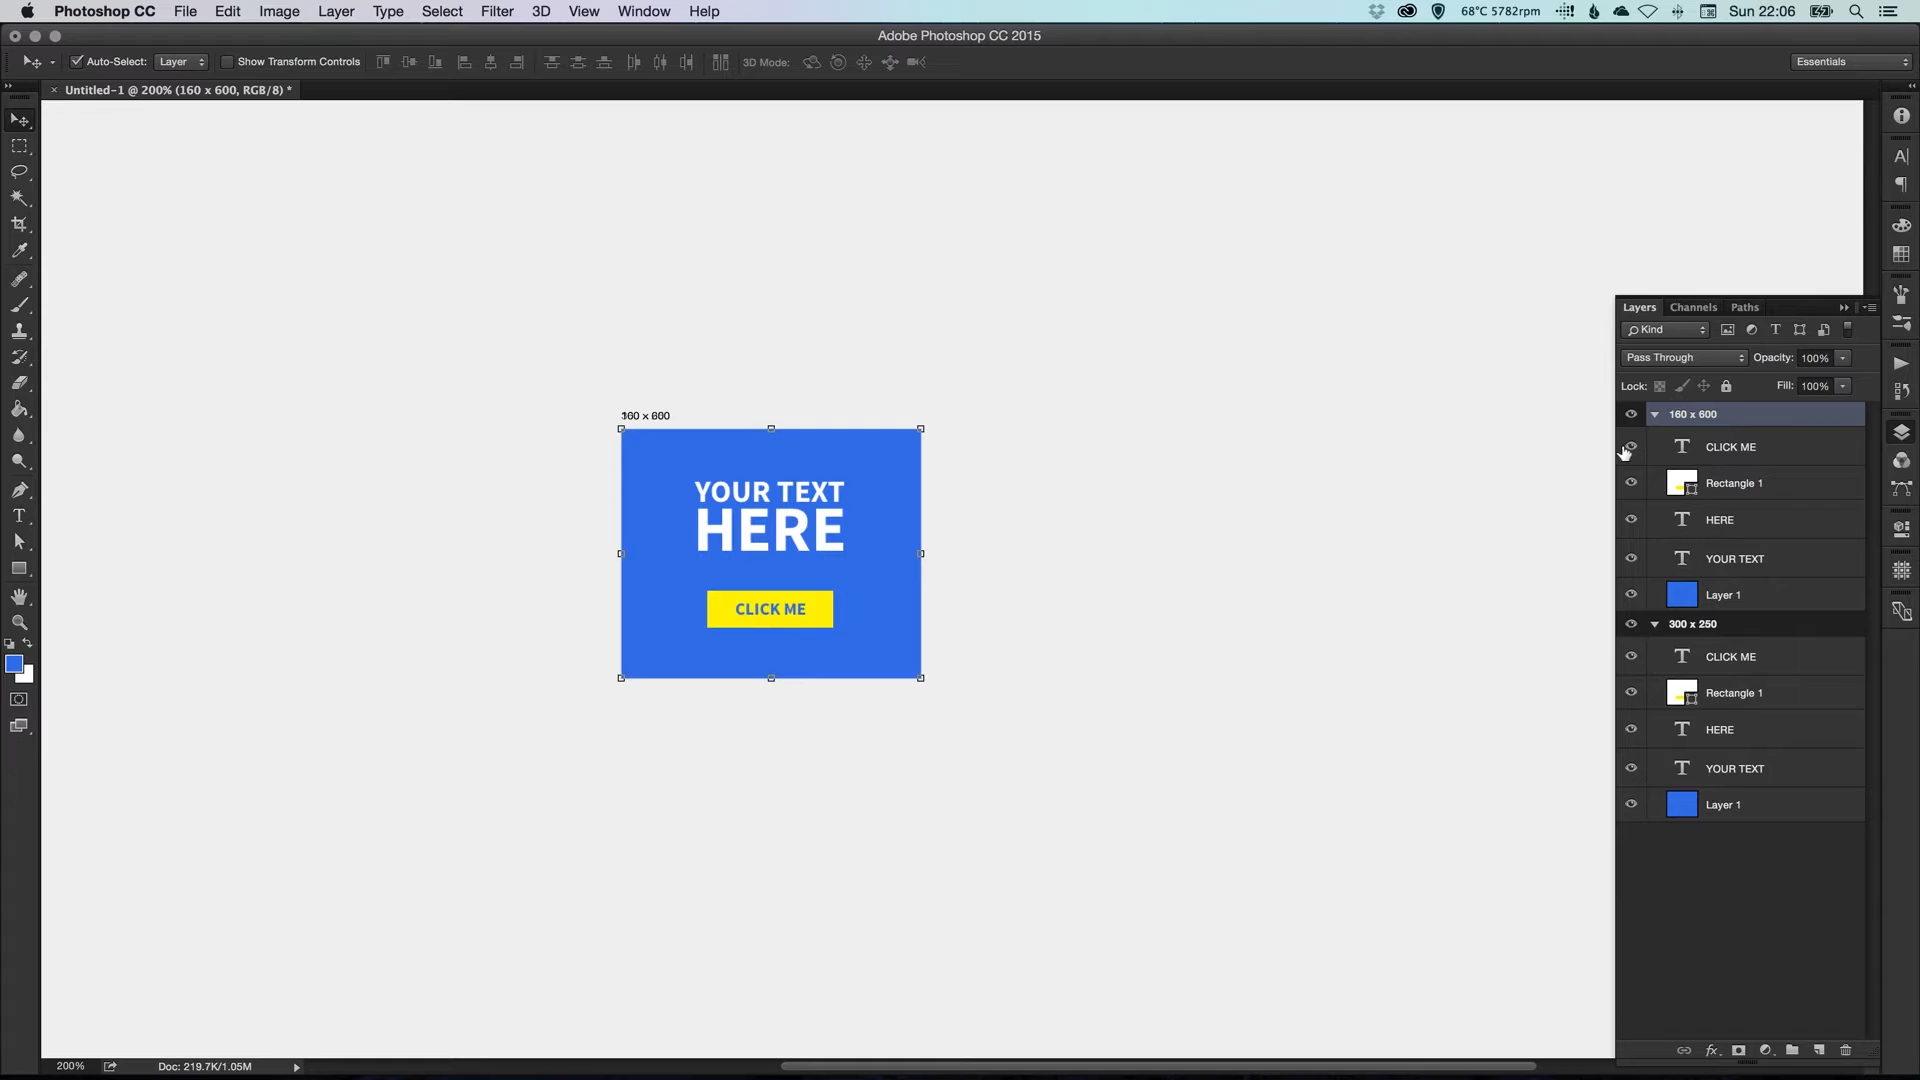 Photoshop CC File Edit Image Layer Type Select Filter 3D View Window Help 68°C 5782rpm Sun 22:06
Adobe Photoshop CC 2015
Auto-Select: Layer Show Transform Controls 3D Mode: Essentials
× Untitled-1 @ 200% (160 x 600, RGB/8) *
Layers Channels Paths
Kind
Pass Through Opacity: 100%
Lock: Fill: 100%
160 x 600
CLICK ME
Rectangle 1
HERE
YOUR TEXT
Layer 1
300 x 250
CLICK ME
Rectangle 1
HERE
YOUR TEXT
Layer 1
YOUR TEXT
HERE
CLICK ME
200% Doc: 219.7K/1.05M